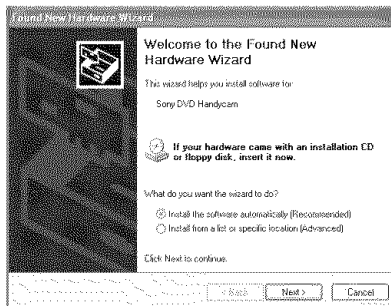 Found New Hardware Wizard
Welcome to the Found New
Hardware Wizard
This wizard helps you install software for:
Sony DVD Handycam
If your hardware came with an installation CD
or floppy disk, insert it now.
What do you want the wizard to do?
Install the software automatically (Recommended)
Install from a list or specific location (Advanced)
Click Next to continue.
< Back
Next >
Cancel